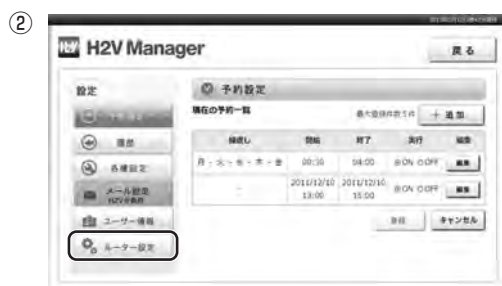 ②
H2V Manager
戻る
設定
予約設定
現在の予約一覧
最大登録件数5件
＋ 追加
繰返し 開始 終了 実行 編集
月・火・水・木・金 00:30 04:00 ON OFF 編集
- 2011/12/10 13:00 2011/12/10 15:00 ON OFF 編集
履歴
各種設定
メール設定
ユーザー情報
ルーター設定
登録
キャンセル